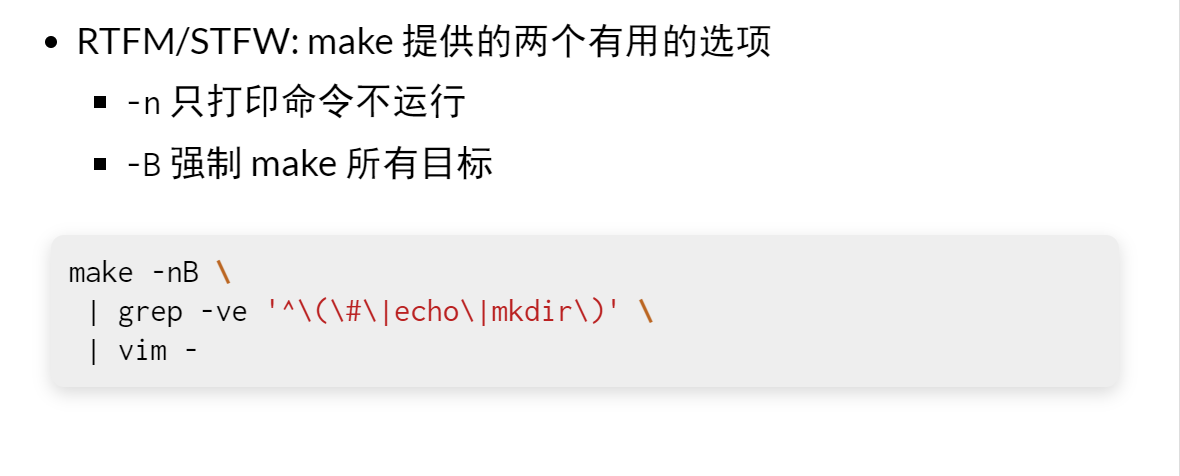 RTFM/STFW: make 提供的两个有用的选项
-n 只打印命令不运行
-B 强制 make 所有目标
make -nB \
| grep -ve '^\(\#\|echo\|mkdir\)' \
| vim -